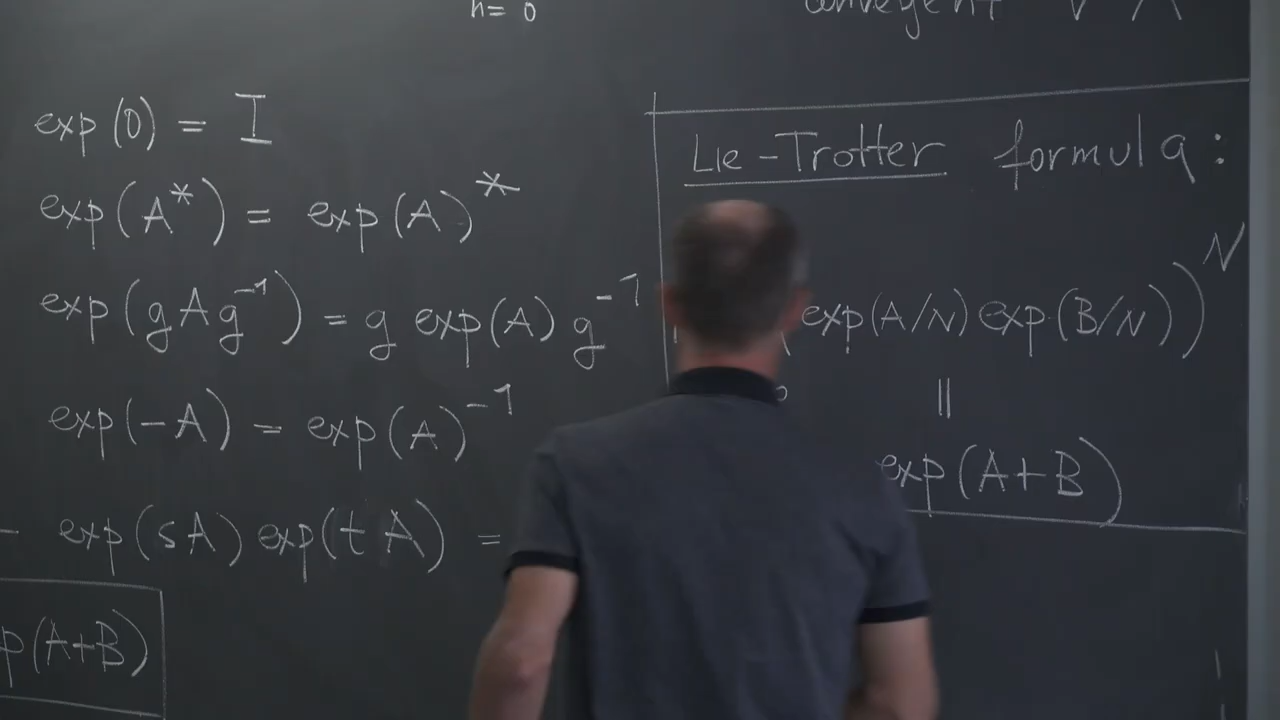 n=0
convergent ∀ A
exp(0) = I
exp(A*) = exp(A)*
exp(gAg⁻¹) = g exp(A) g⁻¹
exp(-A) = exp(A)⁻¹
- exp(sA) exp(tA) =
p(A+B)
Lie-Trotter formula:
(exp(A/N) exp(B/N))^N
||
exp(A+B)